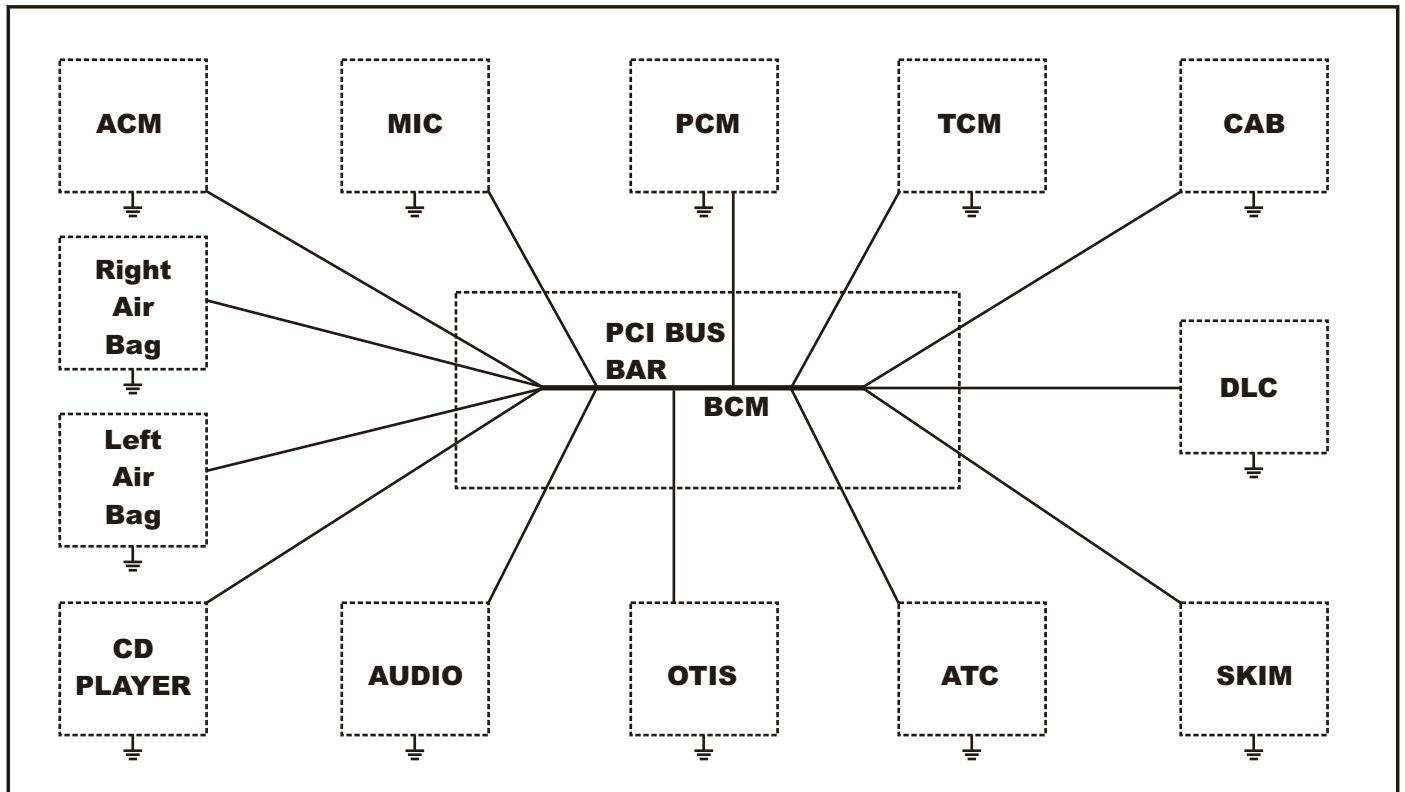 ACM
MIC
PCM
TCM
CAB
Right
Air
Bag
PCI BUS
BAR
BCM
DLC
Left
Air
Bag
CD
PLAYER
AUDIO
OTIS
ATC
SKIM